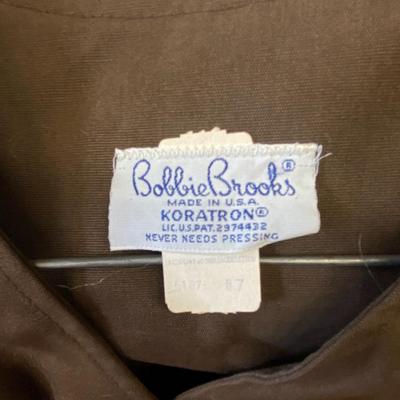 BobbieBrooks®
MADE IN U.S.A.
KORATRON®
LIC.U.S.PAT.2974432
NEVER NEEDS PRESSING